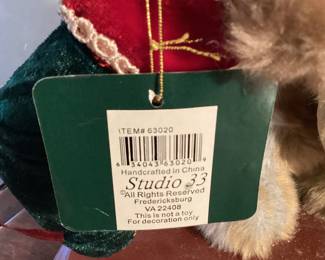 ITEM# 63020
6 34043 63020 9
Handcrafted in China
Studio 33
©All Rights Reserved
Fredericksburg
VA 22408
This is not a toy
For decoration only